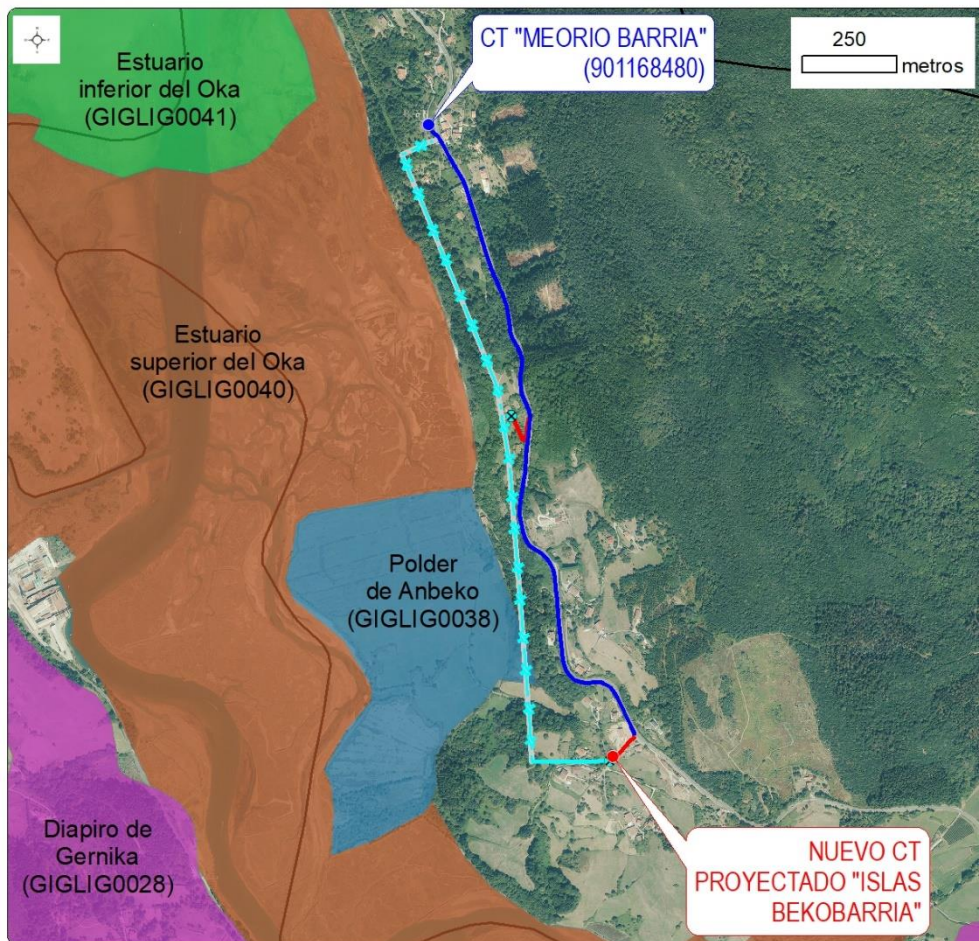 CT "MEORIO BARRIA"
(901168480)
250
metros
Estuario
inferior del Oka
(GIGLIG0041)
Estuario
superior del Oka
(GIGLIG0040)
Polder
de Anbeko
(GIGLIG0038)
Diapiro de
Gernika
(GIGLIG0028)
NUEVO CT
PROYECTADO "ISLAS
BEKOBARRIA"